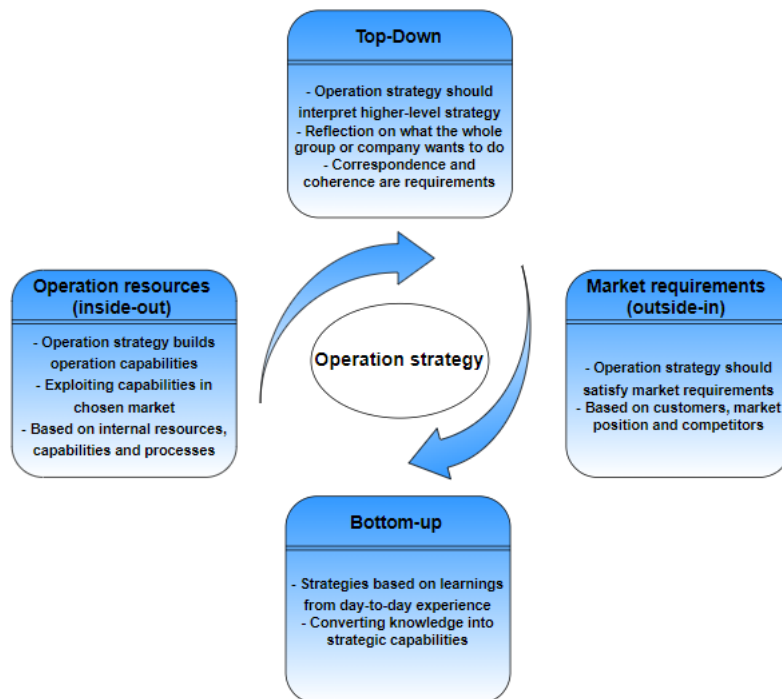 Top-Down
- Operation strategy should
interpret higher-level strategy
- Reflection on what the whole
group or company wants to do
- Correspondence and
coherence are requirements
Operation resources
(inside-out)
- Operation strategy builds
operation capabilities
- Exploiting capabilities in
chosen market
- Based on internal resources,
capabilities and processes
Operation strategy
Market requirements
(outside-in)
- Operation strategy should
satisfy market requirements
- Based on customers, market
position and competitors
Bottom-up
- Strategies based on learnings
from day-to-day experience
- Converting knowledge into
strategic capabilities